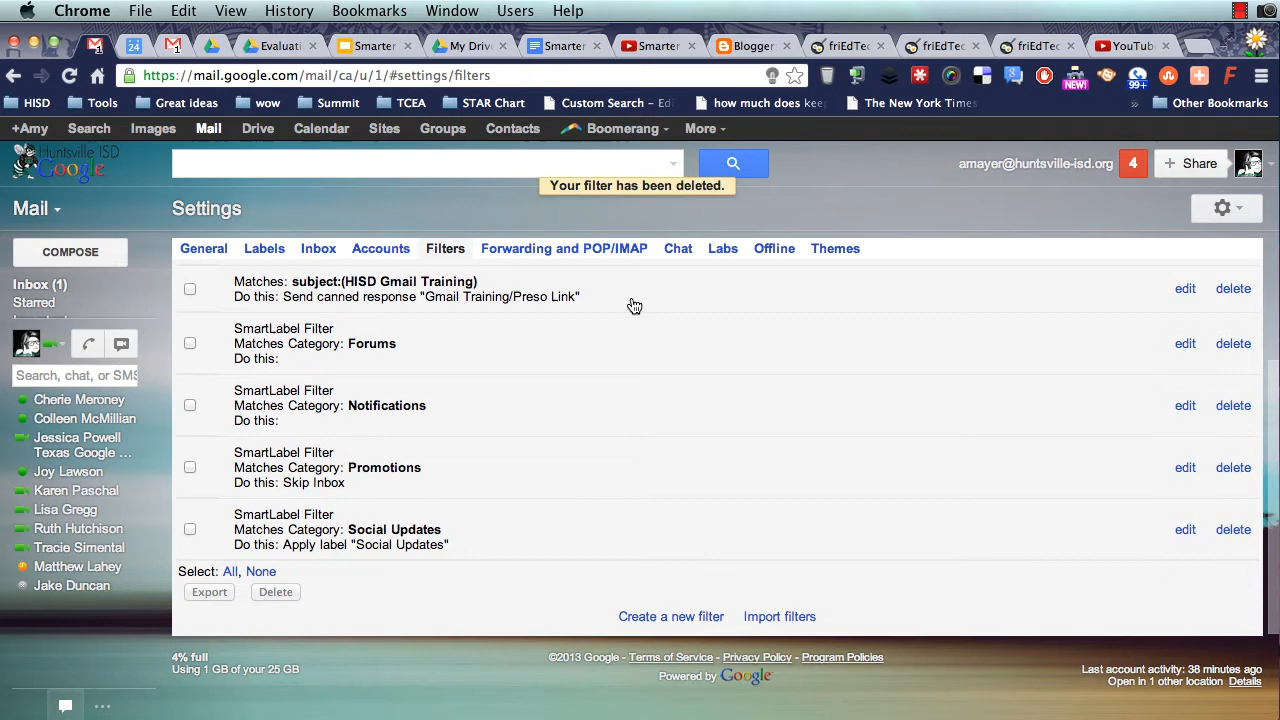 Chrome File Edit View History Bookmarks Window Users Help
Evaluati Smarter My Drive Smarter Smarter Blogger friEdTec friEdTec friEdTec YouTub
https://mail.google.com/mail/ca/u/1/#settings/filters
99+
NEW!
HISD Tools Great ideas wow Summit TCEA STAR Chart Custom Search – Edi how much does keep The New York Times » Other Bookmarks
+Amy Search Images Mail Drive Calendar Sites Groups Contacts Boomerang More
Huntsville ISD
Google
amayer@huntsville-isd.org 4 + Share
Your filter has been deleted.
Mail
Settings
COMPOSE
General Labels Inbox Accounts Filters Forwarding and POP/IMAP Chat Labs Offline Themes
Inbox (1)
Starred
Search, chat, or SMS
Cherie Meroney
Colleen McMillian
Jessica Powell
Texas Google ...
Joy Lawson
Karen Paschal
Lisa Gregg
Ruth Hutchison
Tracie Simental
Matthew Lahey
Jake Duncan
Matches: subject:(HISD Gmail Training)
Do this: Send canned response "Gmail Training/Preso Link"
edit delete
SmartLabel Filter
Matches Category: Forums
Do this:
edit delete
SmartLabel Filter
Matches Category: Notifications
Do this:
edit delete
SmartLabel Filter
Matches Category: Promotions
Do this: Skip Inbox
edit delete
SmartLabel Filter
Matches Category: Social Updates
Do this: Apply label "Social Updates"
edit delete
Select: All, None
Export Delete
Create a new filter Import filters
4% full
Using 1 GB of your 25 GB
©2013 Google - Terms of Service - Privacy Policy - Program Policies
Powered by Google
Last account activity: 38 minutes ago
Open in 1 other location Details